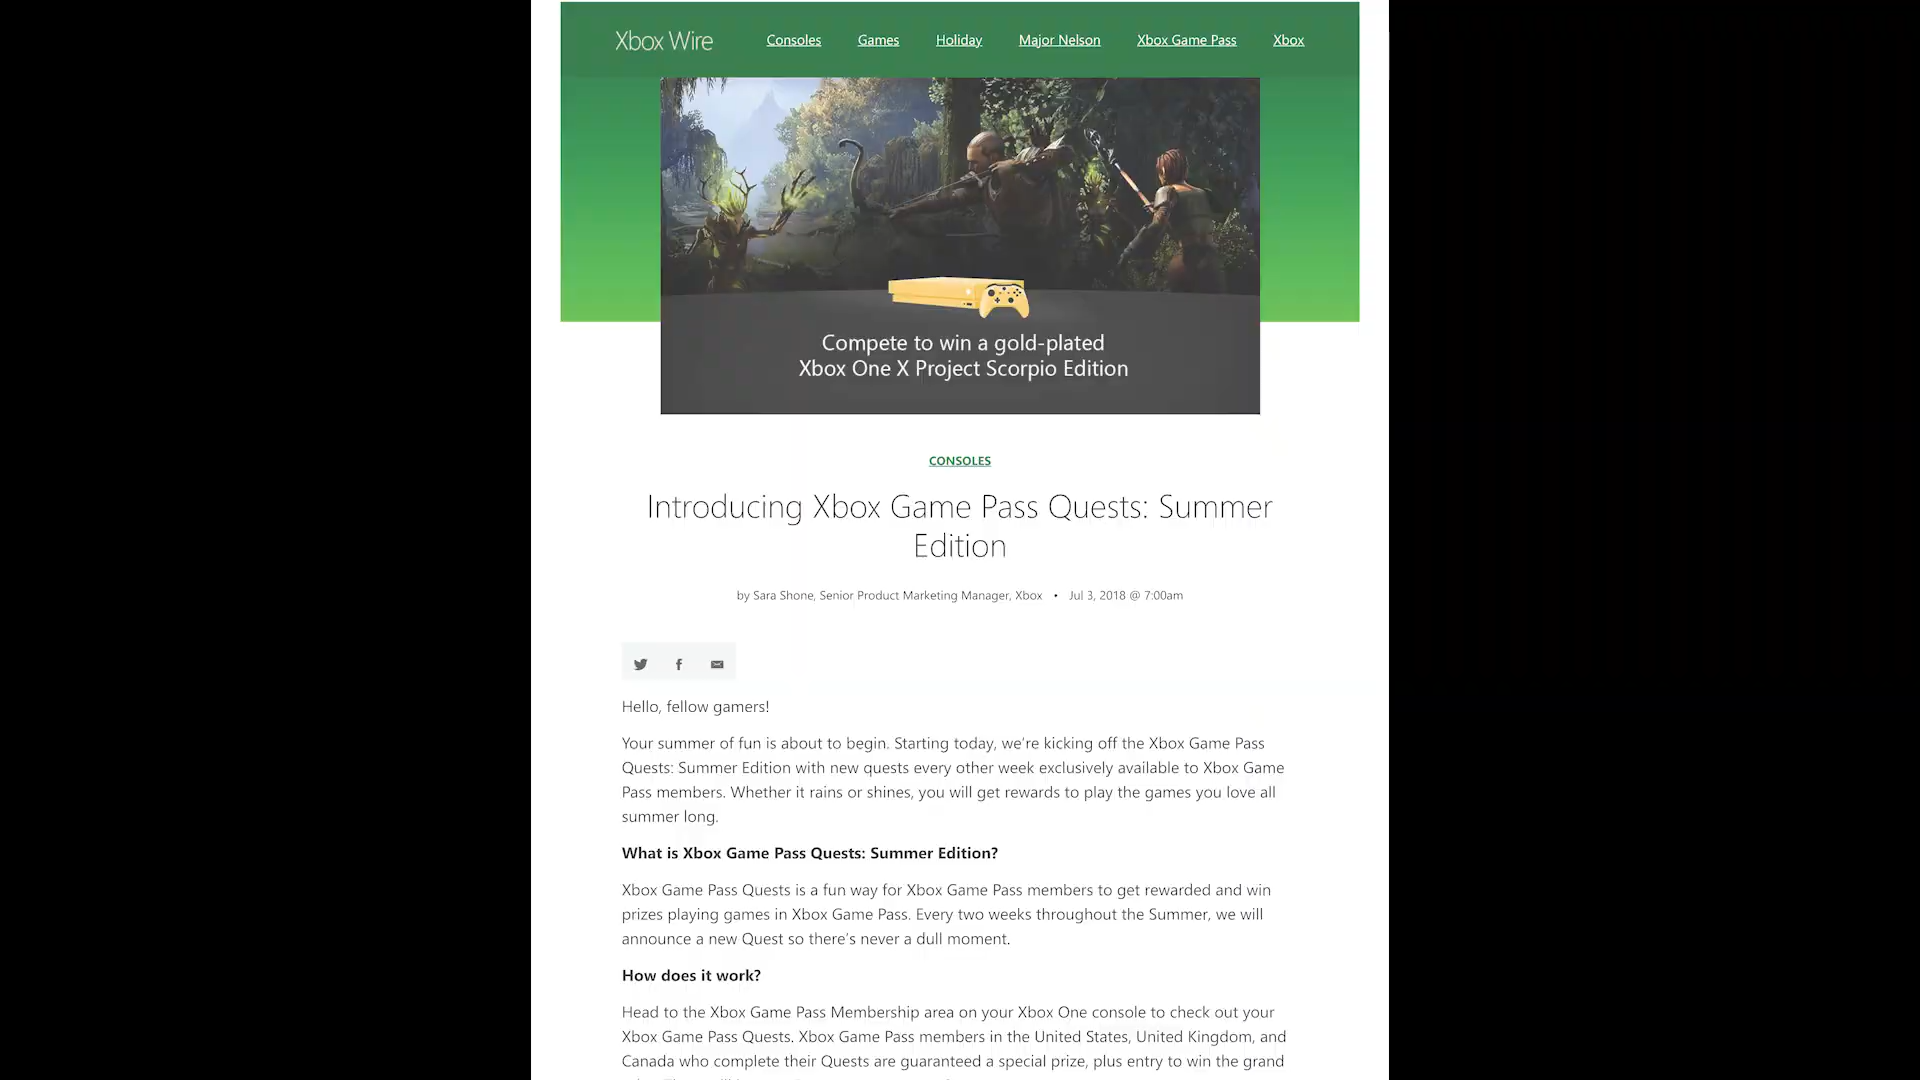 Xbox Wire Consoles Games Holiday Major Nelson Xbox Game Pass Xbox
Compete to win a gold-plated
Xbox One X Project Scorpio Edition
CONSOLES
Introducing Xbox Game Pass Quests: Summer
Edition
by Sara Shone, Senior Product Marketing Manager, Xbox • Jul 3, 2018 @ 7:00am
Hello, fellow gamers!
Your summer of fun is about to begin. Starting today, we're kicking off the Xbox Game Pass
Quests: Summer Edition with new quests every other week exclusively available to Xbox Game
Pass members. Whether it rains or shines, you will get rewards to play the games you love all
summer long.
What is Xbox Game Pass Quests: Summer Edition?
Xbox Game Pass Quests is a fun way for Xbox Game Pass members to get rewarded and win
prizes playing games in Xbox Game Pass. Every two weeks throughout the Summer, we will
announce a new Quest so there's never a dull moment.
How does it work?
Head to the Xbox Game Pass Membership area on your Xbox One console to check out your
Xbox Game Pass Quests. Xbox Game Pass members in the United States, United Kingdom, and
Canada who complete their Quests are guaranteed a special prize, plus entry to win the grand